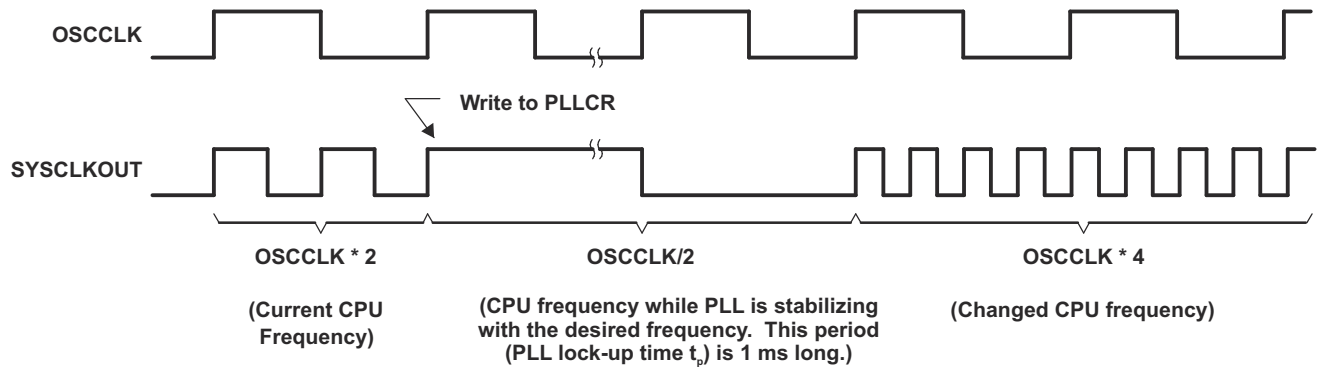 OSCCLK
Write to PLLCR
SYSCLKOUT
OSCCLK * 2
(Current CPU
Frequency)
OSCCLK/2
(CPU frequency while PLL is stabilizing
with the desired frequency. This period
(PLL lock-up time tp) is 1 ms long.)
OSCCLK * 4
(Changed CPU frequency)